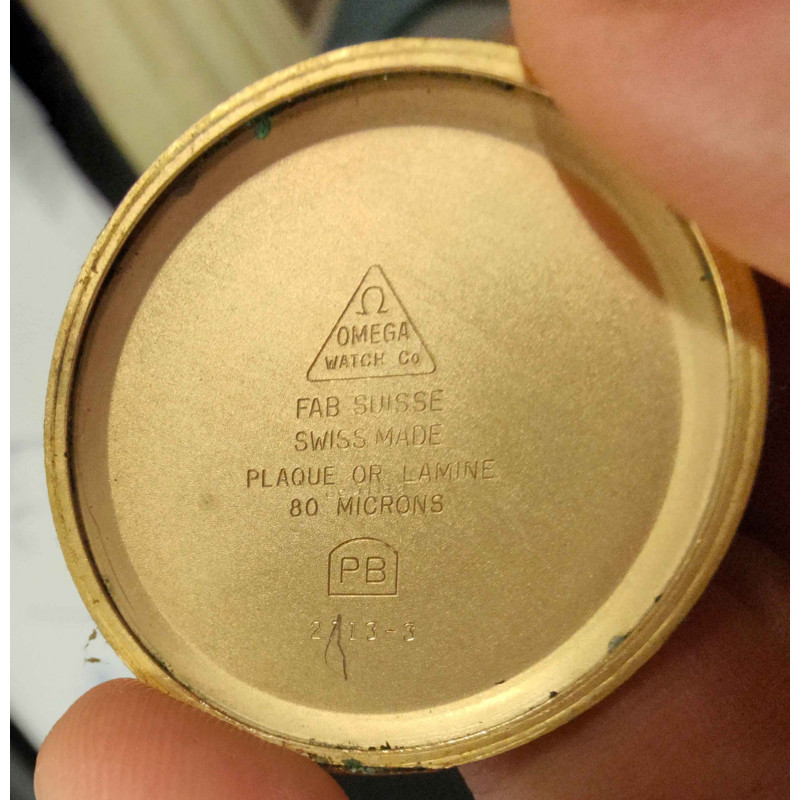 Ω
OMEGA
WATCH Co
FAB SUISSE
SWISS MADE
PLAQUE OR LAMINE
80 MICRONS
PB